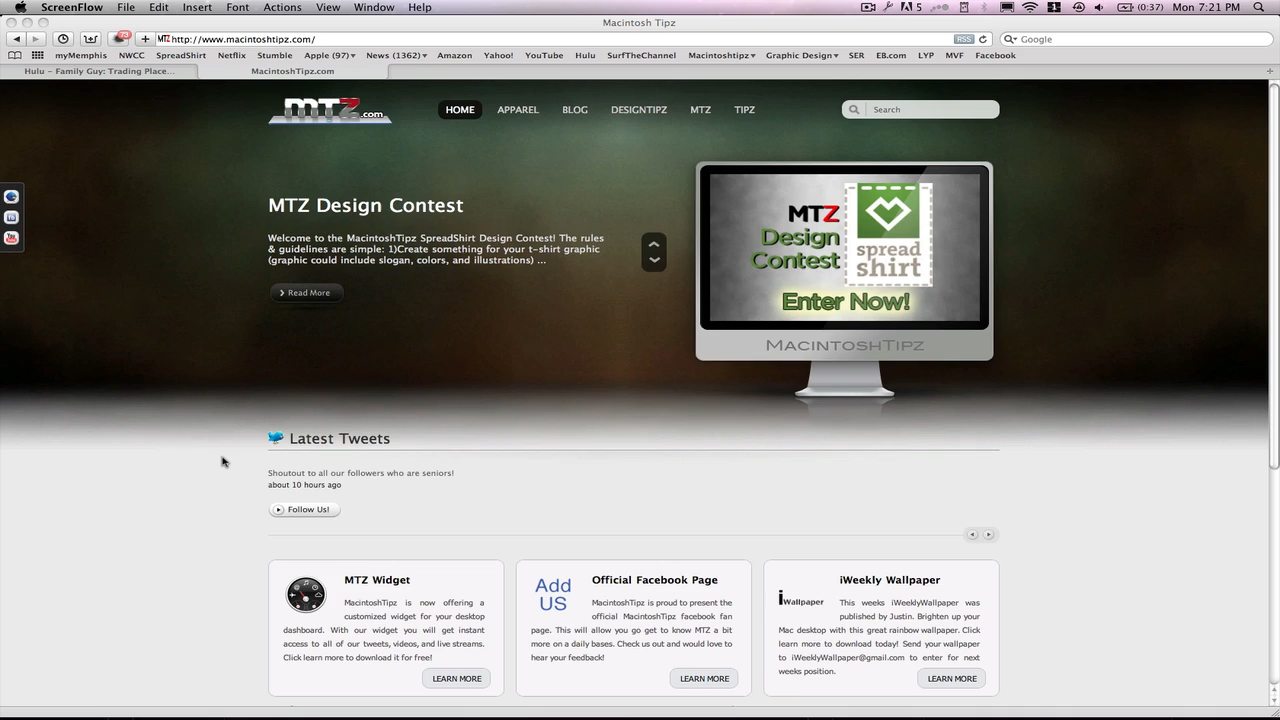 ScreenFlow File Edit Insert Font Actions View Window Help
5 1 (0:37) Mon 7:21 PM
Macintosh Tipz
73
MTZ http://www.macintoshtipz.com/
RSS
Google
myMemphis NWCC SpreadShirt Netflix Stumble Apple (97) News (1362) Amazon Yahoo! YouTube Hulu SurfTheChannel Macintoshtipz Graphic Design SER EB.com LYP MVF Facebook
Hulu – Family Guy: Trading Place...
MacintoshTipz.com
MTZ.com
HOME APPAREL BLOG DESIGNTIPZ MTZ TIPZ
Search
MTZ Design Contest
Welcome to the MacintoshTipz SpreadShirt Design Contest! The rules
& guidelines are simple: 1)Create something for your t-shirt graphic
(graphic could include slogan, colors, and illustrations) ...
Read More
MTZ
Design
Contest
spread
shirt
Enter Now!
MACINTOSHTIPZ
You
Latest Tweets
Shoutout to all our followers who are seniors!
about 10 hours ago
Follow Us!
MTZ Widget
MacintoshTipz is now offering a
customized widget for your desktop
dashboard. With our widget you will get instant
access to all of our tweets, videos, and live streams.
Click learn more to download it for free!
LEARN MORE
Add
US
Official Facebook Page
MacintoshTipz is proud to present the
official MacintoshTipz facebook fan
page. This will allow you go get to know MTZ a bit
more on a daily bases. Check us out and would love to
hear your feedback!
LEARN MORE
iWallpaper
iWeekly Wallpaper
This weeks iWeeklyWallpaper was
published by Justin. Brighten up your
Mac desktop with this great rainbow wallpaper. Click
learn more to download today! Send your wallpaper
to iWeeklyWallpaper@gmail.com to enter for next
weeks position.
LEARN MORE